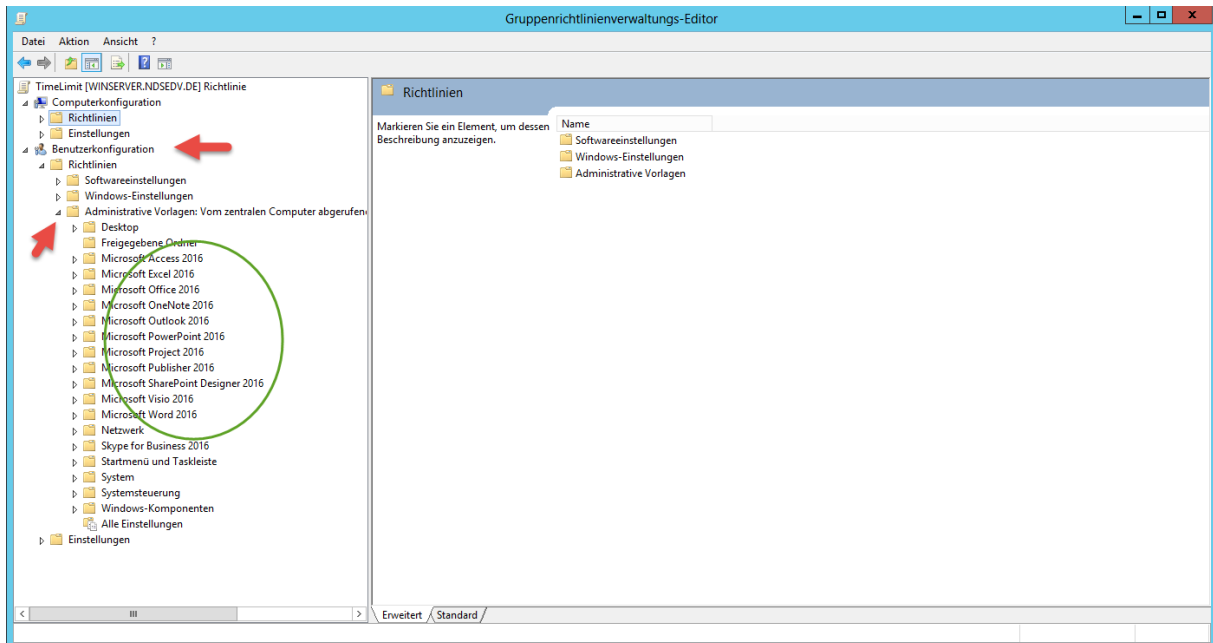 Gruppenrichtlinienverwaltungs-Editor
Datei Aktion Ansicht ?
TimeLimit [WINSERVER.NDSEDV.DE] Richtlinie
Computerkonfiguration
Richtlinien
Einstellungen
Benutzerkonfiguration
Richtlinien
Softwareeinstellungen
Windows-Einstellungen
Administrative Vorlagen: Vom zentralen Computer abgerufen
Desktop
Freigegebene Ordner
Microsoft Access 2016
Microsoft Excel 2016
Microsoft Office 2016
Microsoft OneNote 2016
Microsoft Outlook 2016
Microsoft PowerPoint 2016
Microsoft Project 2016
Microsoft Publisher 2016
Microsoft SharePoint Designer 2016
Microsoft Visio 2016
Microsoft Word 2016
Netzwerk
Skype for Business 2016
Startmenü und Taskleiste
System
Systemsteuerung
Windows-Komponenten
Alle Einstellungen
Einstellungen
Richtlinien
Markieren Sie ein Element, um dessen
Beschreibung anzuzeigen.
Name
Softwareeinstellungen
Windows-Einstellungen
Administrative Vorlagen
Erweitert Standard